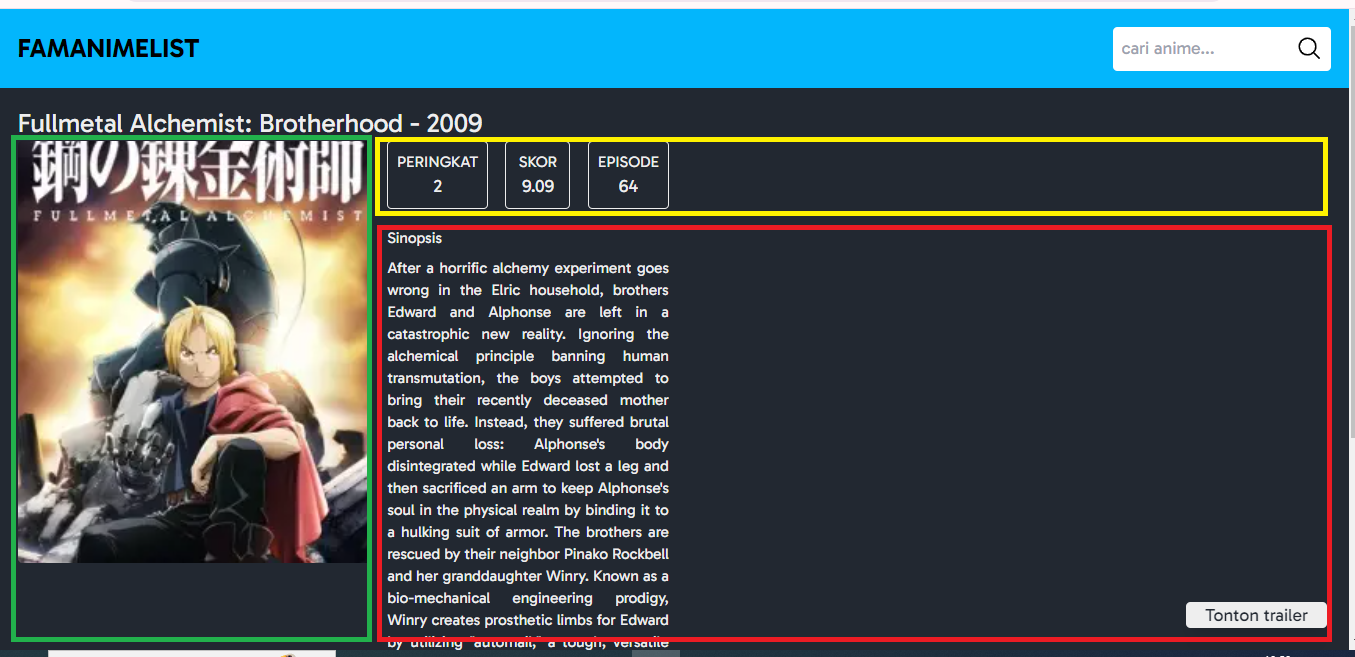 FAMANIMELIST
cari anime...
Fullmetal Alchemist: Brotherhood - 2009
鋼の錬金術師
FULLMETAL ALCHEMIST
PERINGKAT
2
SKOR
9.09
EPISODE
64
Sinopsis
After a horrific alchemy experiment goes
wrong in the Elric household, brothers
Edward and Alphonse are left in a
catastrophic new reality. Ignoring the
alchemical principle banning human
transmutation, the boys attempted to
bring their recently deceased mother
back to life. Instead, they suffered brutal
personal loss: Alphonse's body
disintegrated while Edward lost a leg and
then sacrificed an arm to keep Alphonse's
soul in the physical realm by binding it to
a hulking suit of armor. The brothers are
rescued by their neighbor Pinako Rockbell
and her granddaughter Winry. Known as a
bio-mechanical engineering prodigy,
Winry creates prosthetic limbs for Edward
by utilizing "automail," a tough, versatile
Tonton trailer